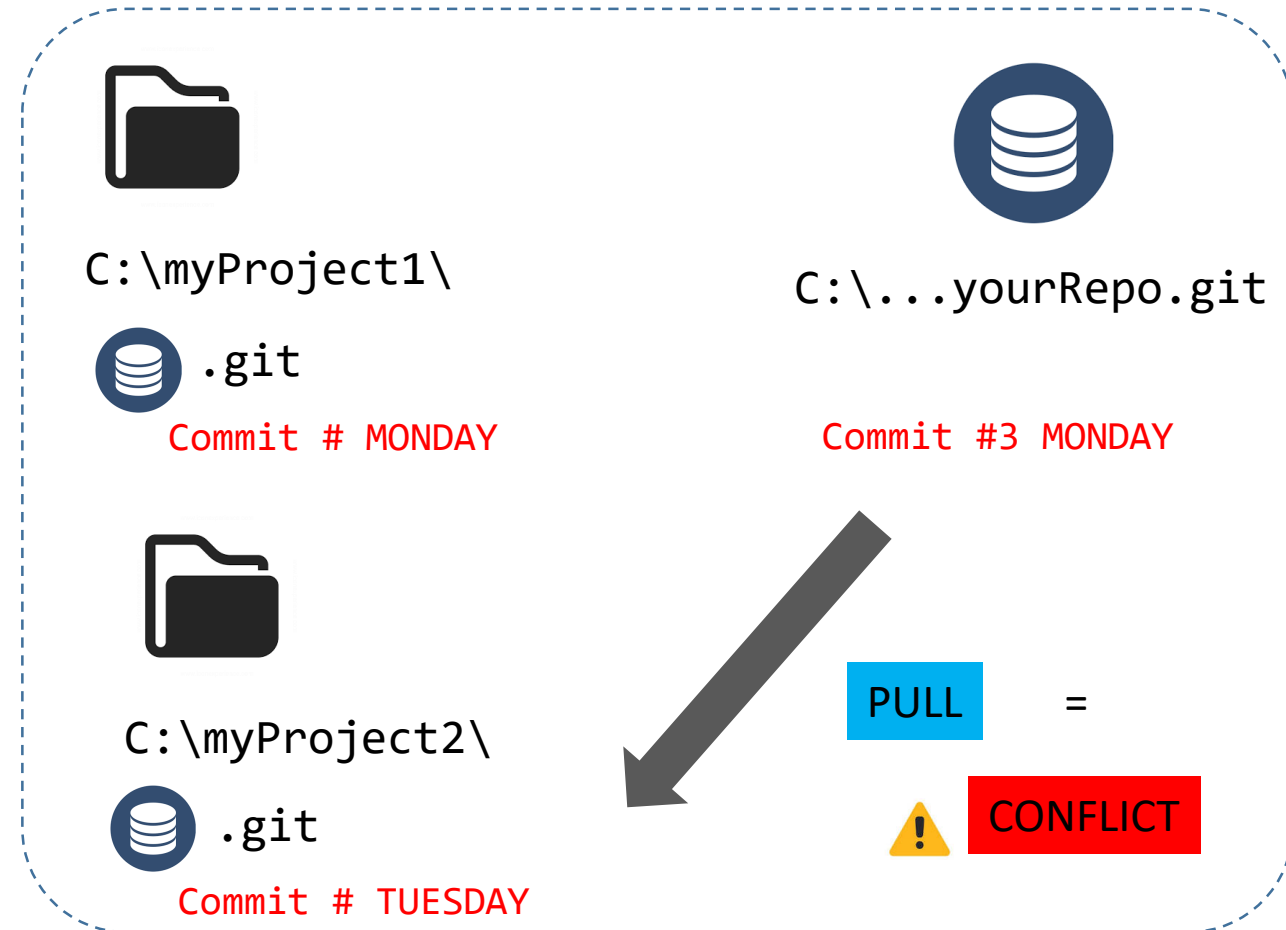 C:\myProject1\
.git
Commit # MONDAY
C:\...yourRepo.git
Commit #3 MONDAY
C:\myProject2\
.git
Commit # TUESDAY
PULL =
! CONFLICT